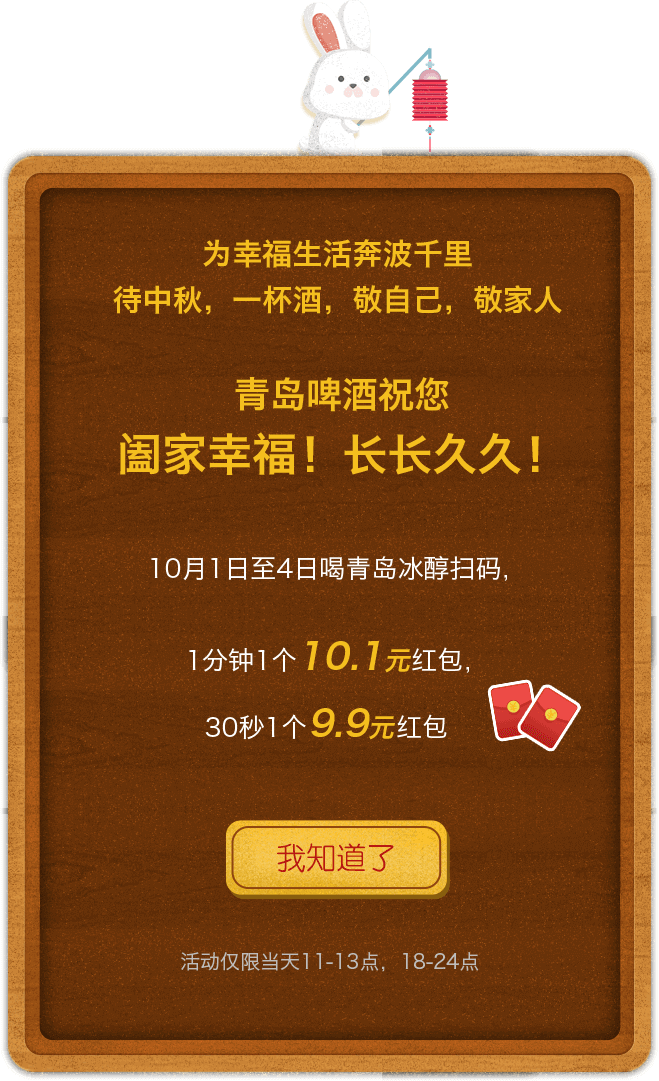 为幸福生活奔波千里
待中秋，一杯酒，敬自己，敬家人
青岛啤酒祝您
阖家幸福！长长久久！
10月1日至4日喝青岛冰醇扫码,
1分钟1个10.1元红包,
30秒1个9.9元红包
我知道了
活动仅限当天11-13点，18-24点